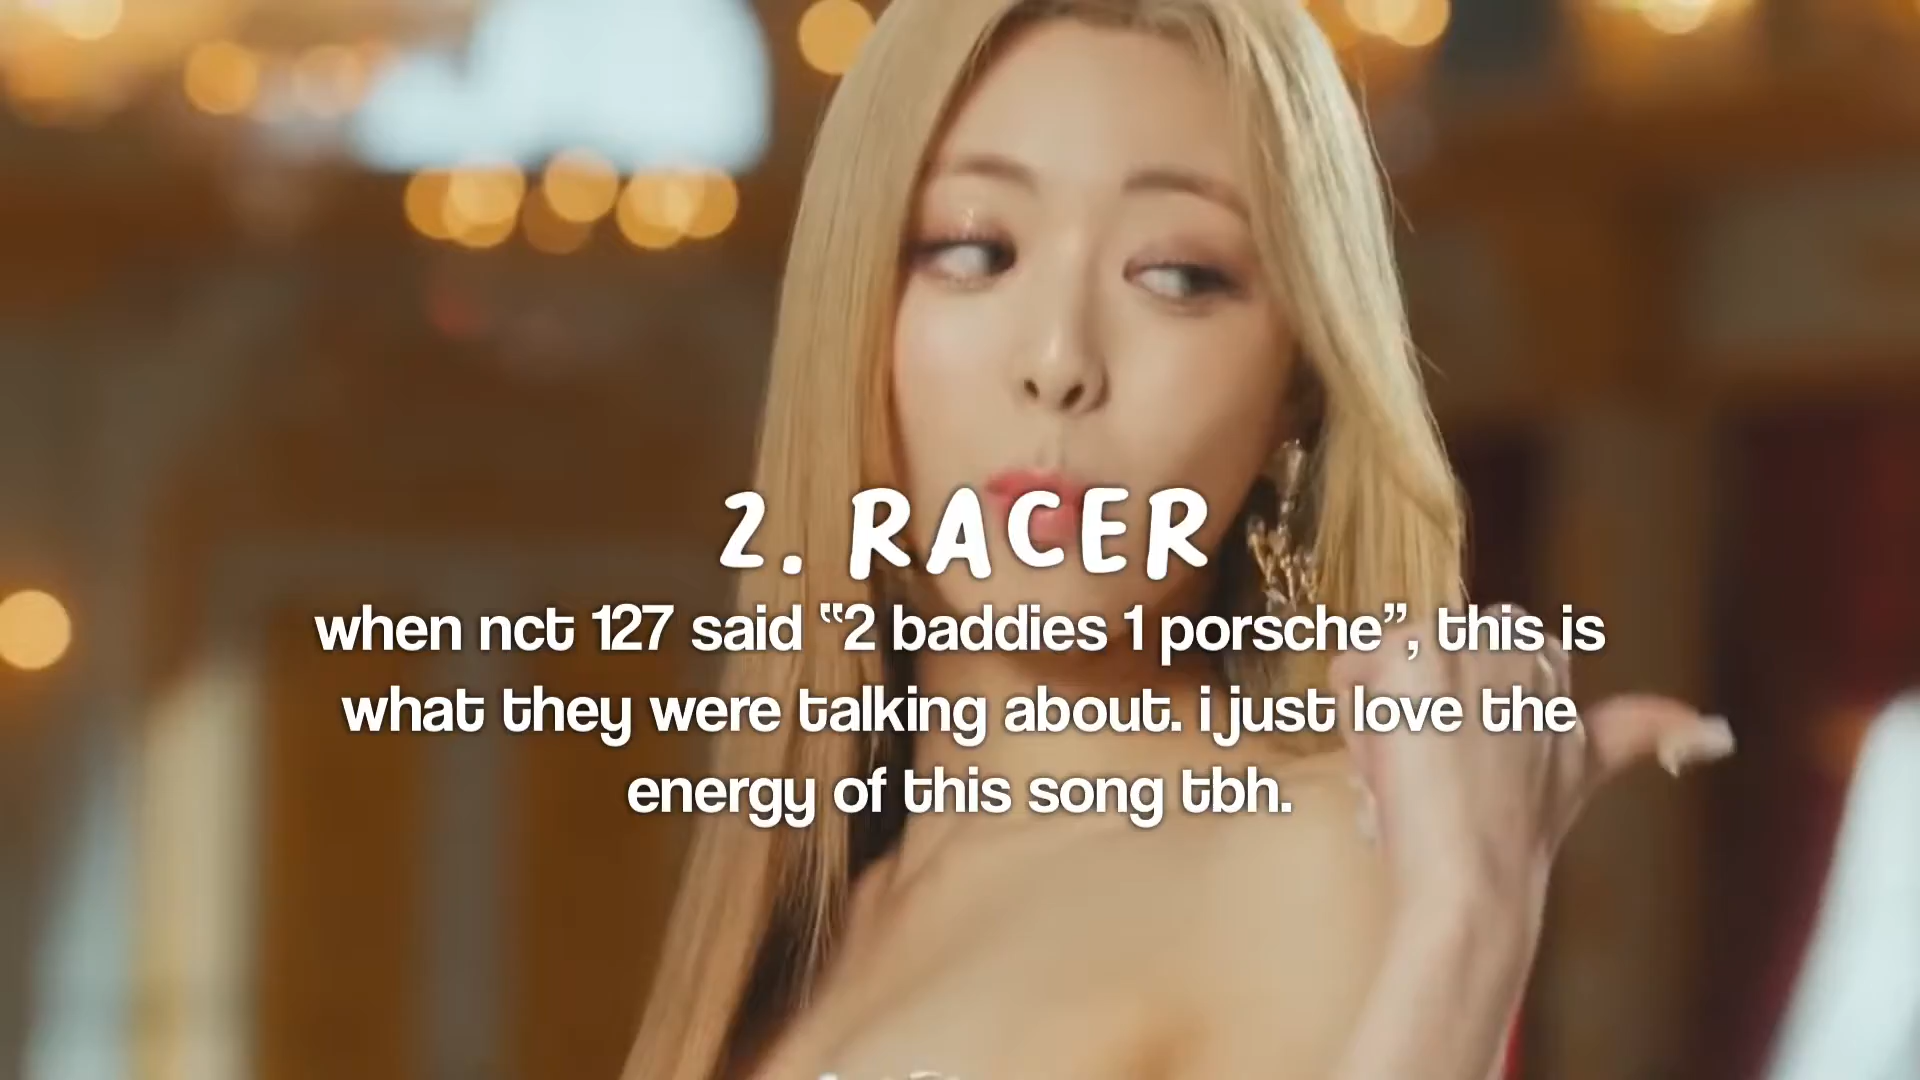 2. RACER
when nct 127 said “2 baddies 1 porsche”, this is
what they were talking about. i just love the
energy of this song tbh.